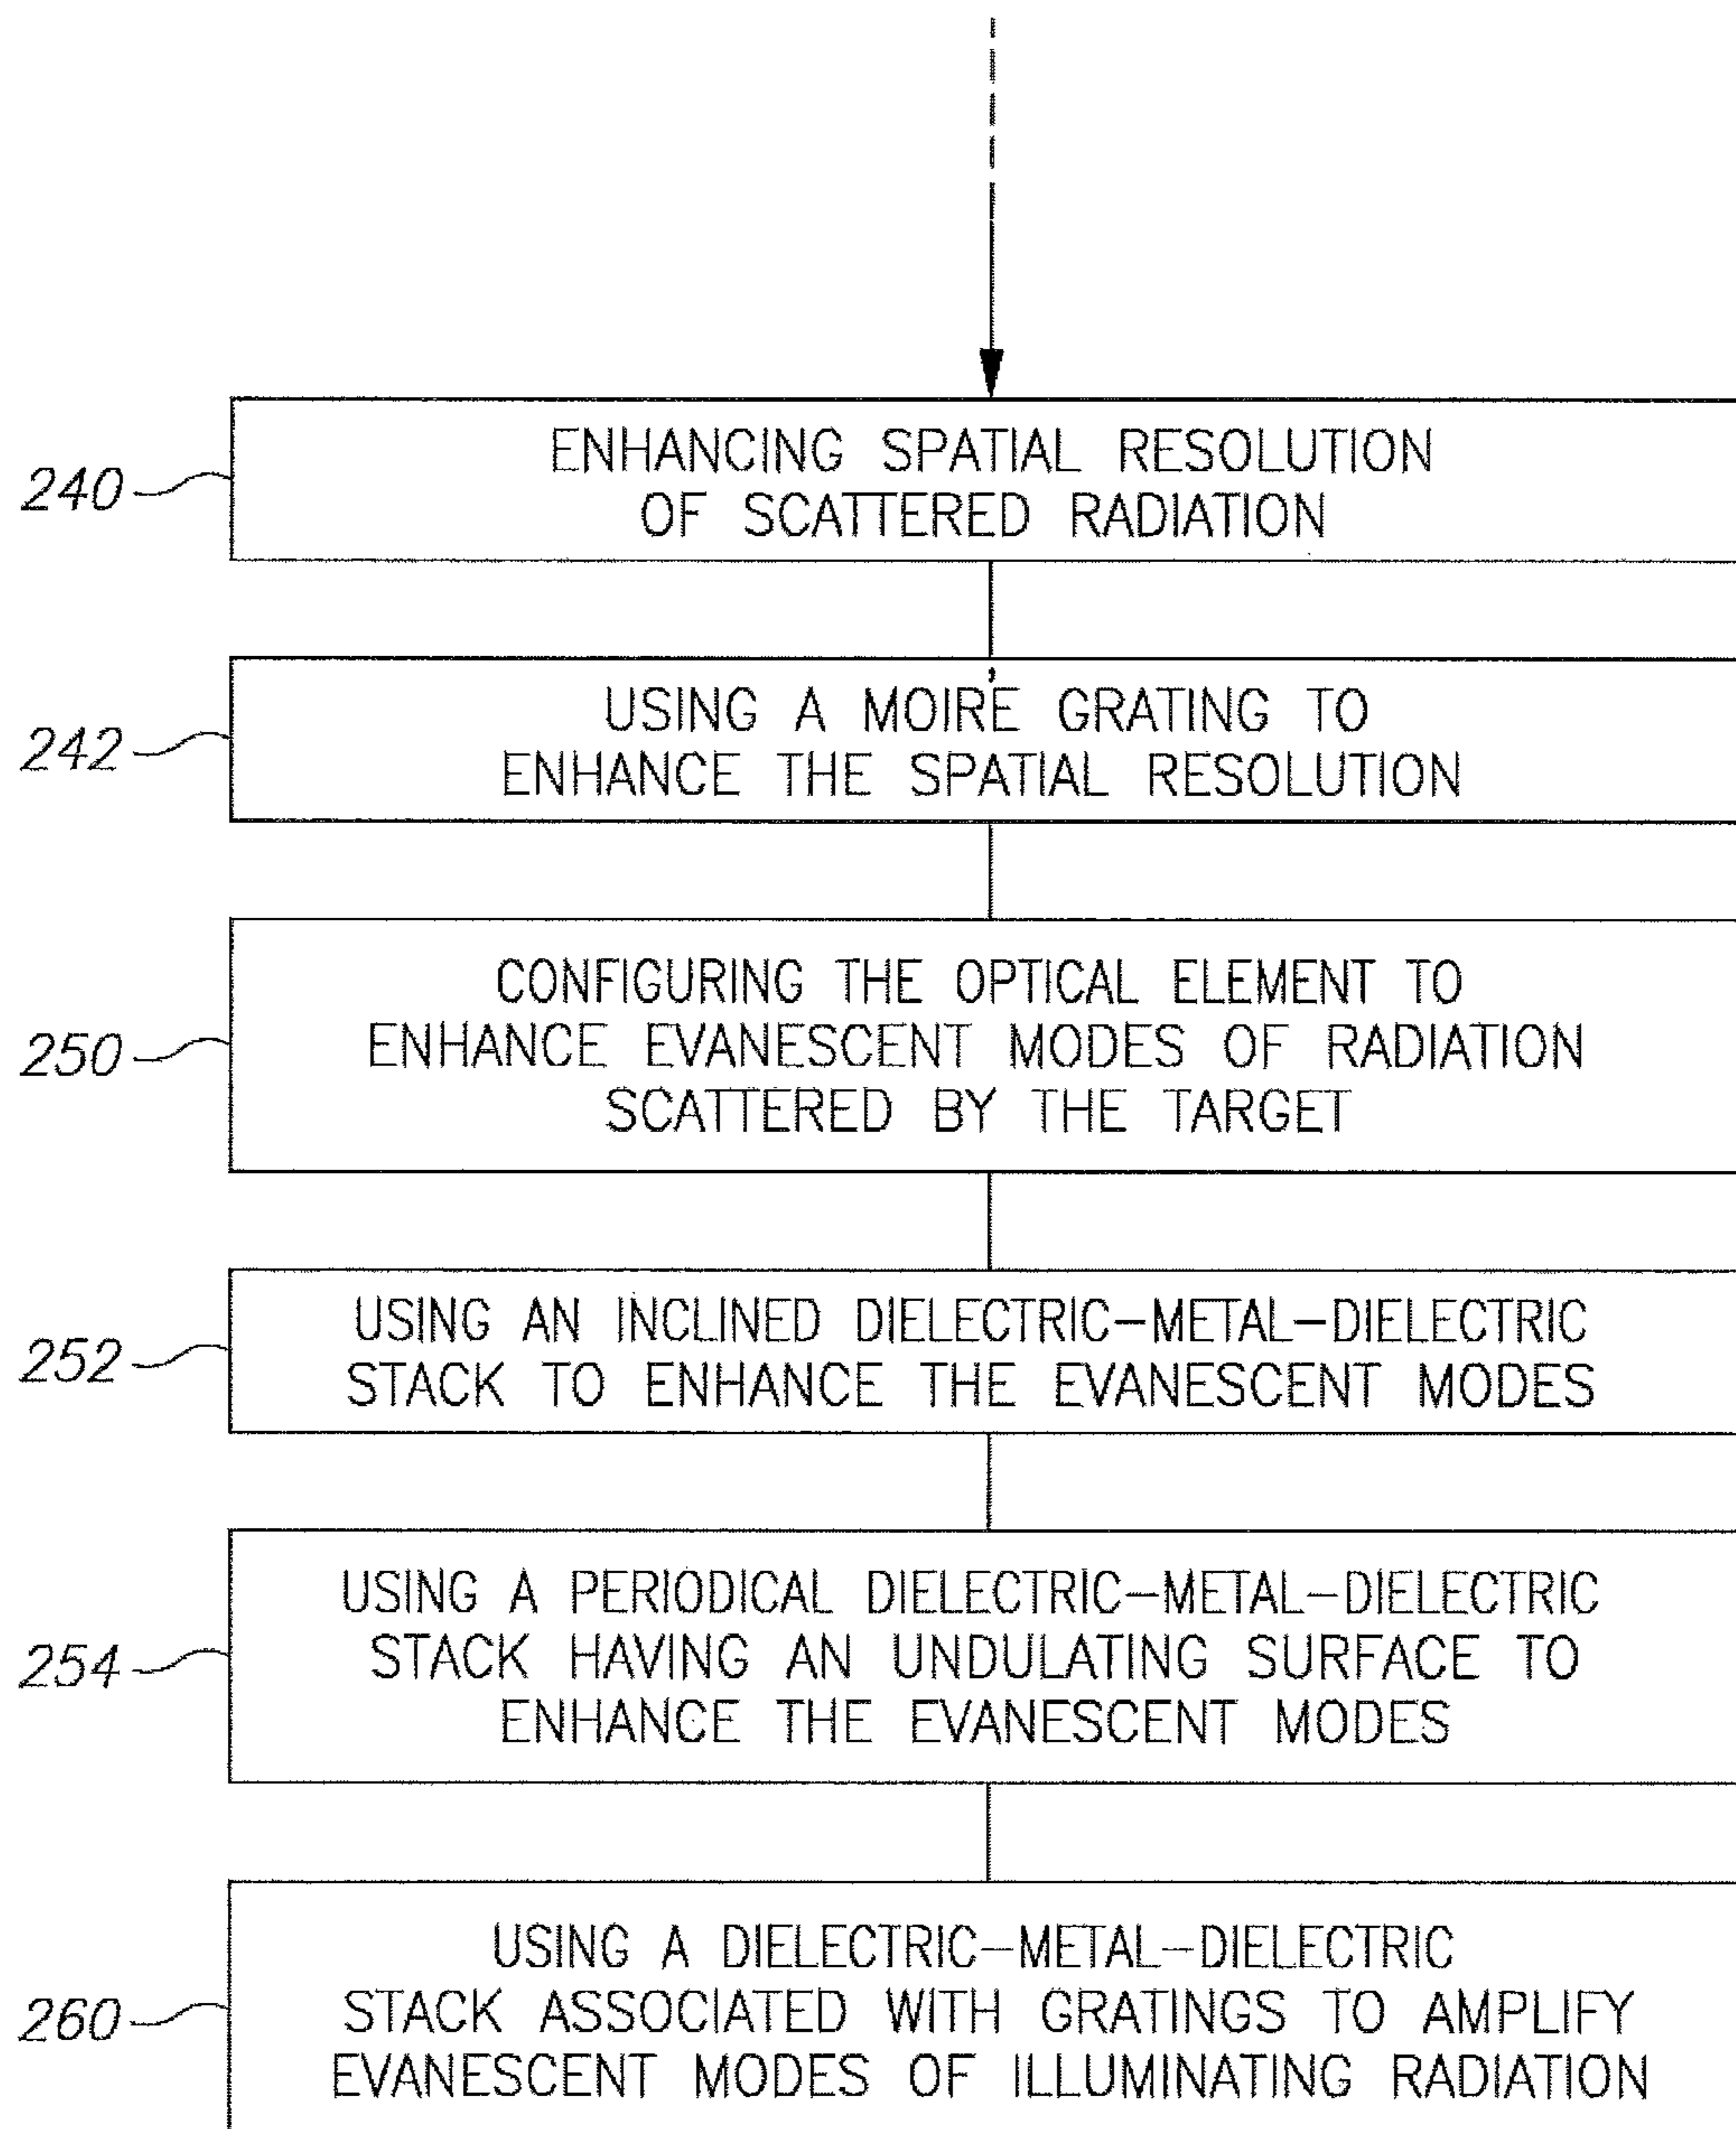 240
ENHANCING SPATIAL RESOLUTION
OF SCATTERED RADIATION
242
USING A MOIRE GRATING TO
ENHANCE THE SPATIAL RESOLUTION
250
CONFIGURING THE OPTICAL ELEMENT TO
ENHANCE EVANESCENT MODES OF RADIATION
SCATTERED BY THE TARGET
252
USING AN INCLINED DIELECTRIC-METAL-DIELECTRIC
STACK TO ENHANCE THE EVANESCENT MODES
254
USING A PERIODICAL DIELECTRIC-METAL-DIELECTRIC
STACK HAVING AN UNDULATING SURFACE TO
ENHANCE THE EVANESCENT MODES
260
USING A DIELECTRIC-METAL-DIELECTRIC
STACK ASSOCIATED WITH GRATINGS TO AMPLIFY
EVANESCENT MODES OF ILLUMINATING RADIATION